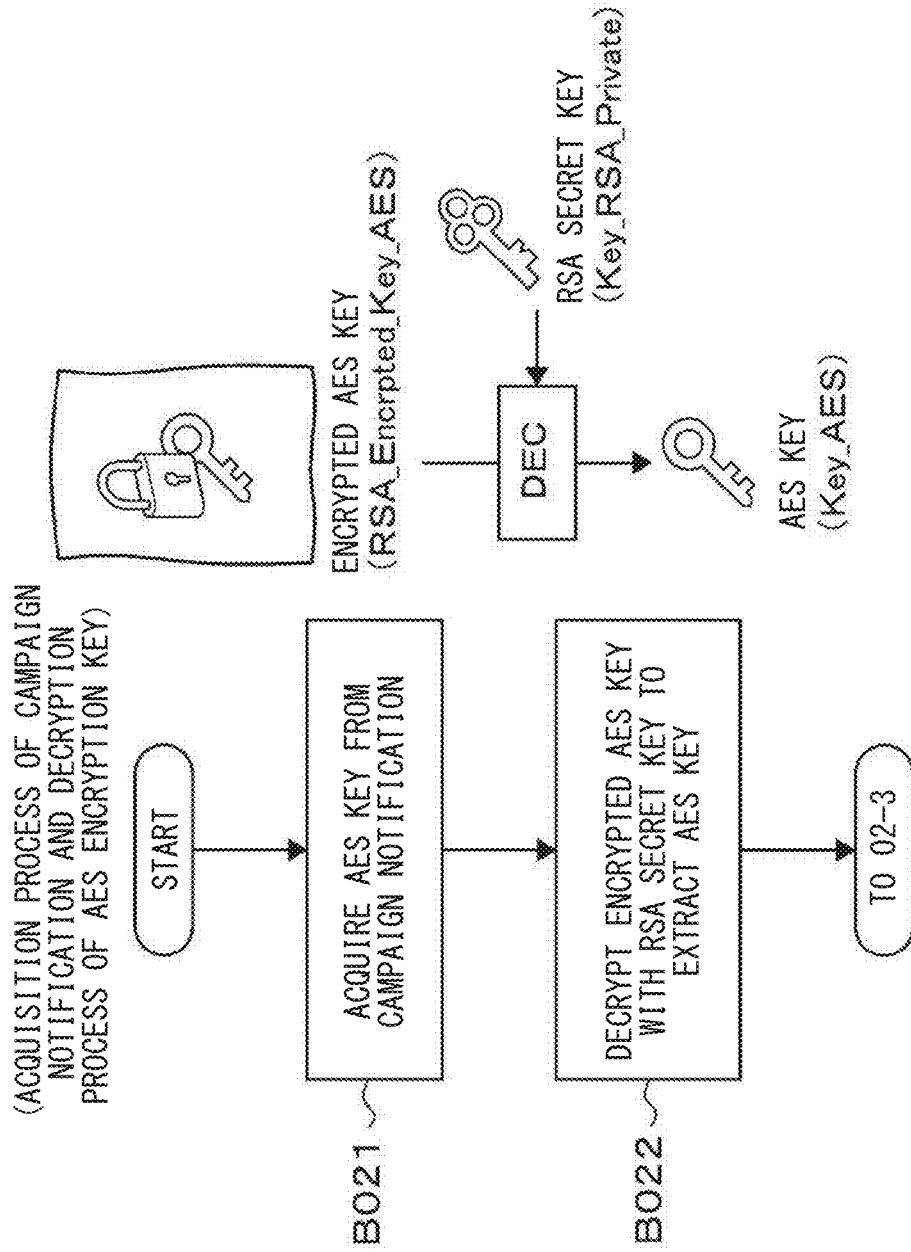 (ACQUISITION PROCESS OF CAMPAIGN
NOTIFICATION AND DECRYPTION
PROCESS OF AES ENCRYPTION KEY)
START
B021
ACQUIRE AES KEY FROM
CAMPAIGN NOTIFICATION
B022
DECRYPT ENCRYPTED AES KEY
WITH RSA SECRET KEY TO
EXTRACT AES KEY
TO 02-3
ENCRYPTED AES KEY
(RSA_Encrpted_Key_AES)
DEC
RSA SECRET KEY
(Key_RSA_Private)
AES KEY
(Key_AES)